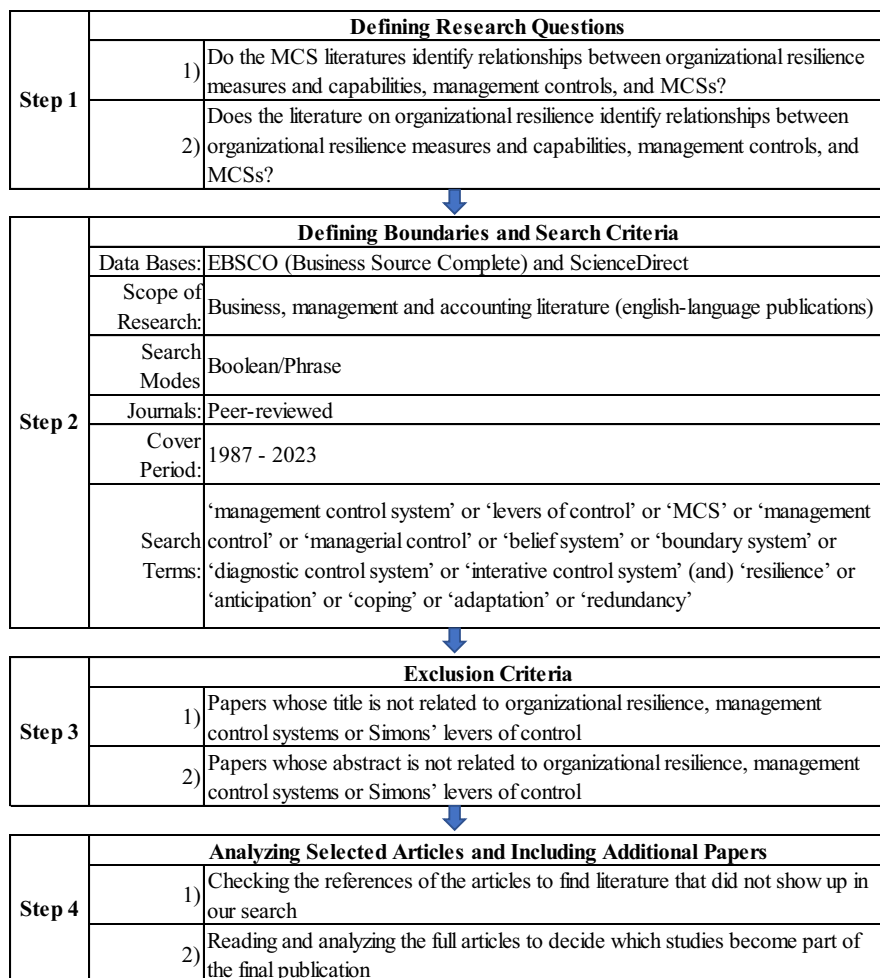 Defining Research Questions
Step 1
1) Do the MCS literatures identify relationships between organizational resilience
measures and capabilities, management controls, and MCSs?
Does the literature on organizational resilience identify relationships between
2) organizational resilience measures and capabilities, management controls, and
MCSs?
Defining Boundaries and Search Criteria
Step 2
Data Bases: EBSCO (Business Source Complete) and ScienceDirect
Scope of
Research: Business, management and accounting literature (english-language publications)
Search
Modes Boolean/Phrase
Journals: Peer-reviewed
Cover
Period: 1987 - 2023
Search
Terms: ‘management control system’ or ‘levers of control’ or ‘MCS’ or ‘management
control’ or ‘managerial control’ or ‘belief system’ or ‘boundary system’ or
‘diagnostic control system’ or ‘interative control system’ (and) ‘resilience’ or
‘anticipation’ or ‘coping’ or ‘adaptation’ or ‘redundancy’
Exclusion Criteria
Step 3
1) Papers whose title is not related to organizational resilience, management
control systems or Simons’ levers of control
2) Papers whose abstract is not related to organizational resilience, management
control systems or Simons’ levers of control
Analyzing Selected Articles and Including Additional Papers
Step 4
1) Checking the references of the articles to find literature that did not show up in
our search
2) Reading and analyzing the full articles to decide which studies become part of
the final publication